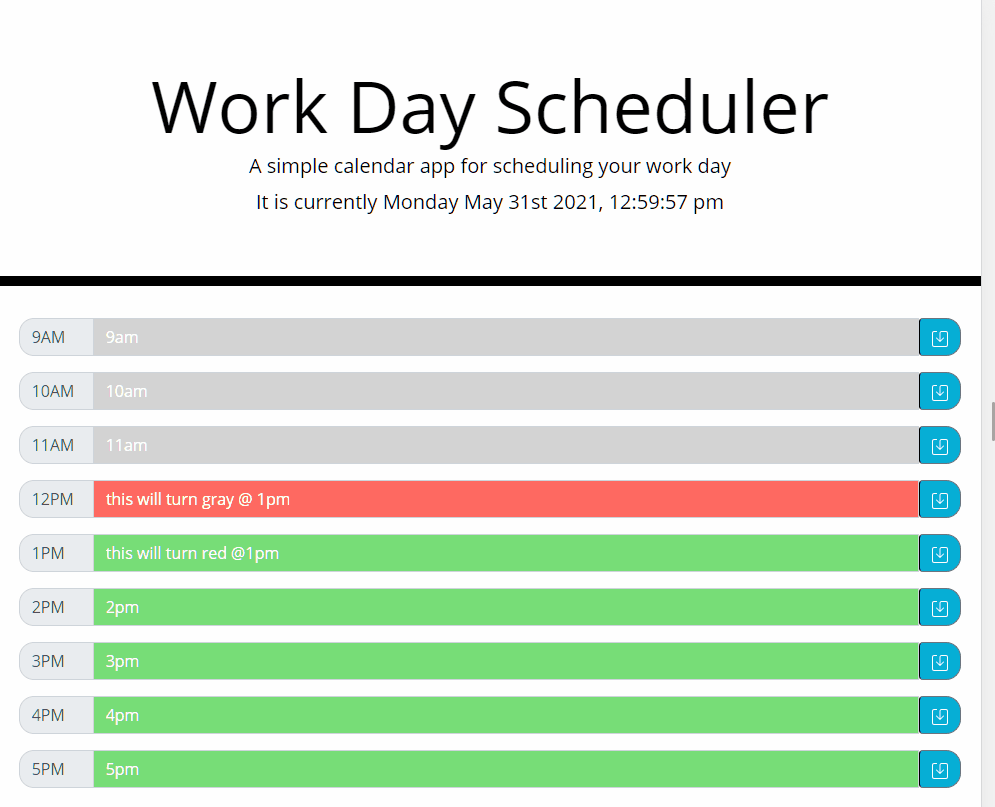 Work Day Scheduler
A simple calendar app for scheduling your work day
It is currently Monday May 31st 2021, 12:59:57 pm
9AM 9am
10AM 10am
11AM 11am
12PM this will turn gray @ 1pm
1PM this will turn red @1pm
2PM 2pm
3PM 3pm
4PM 4pm
5PM 5pm